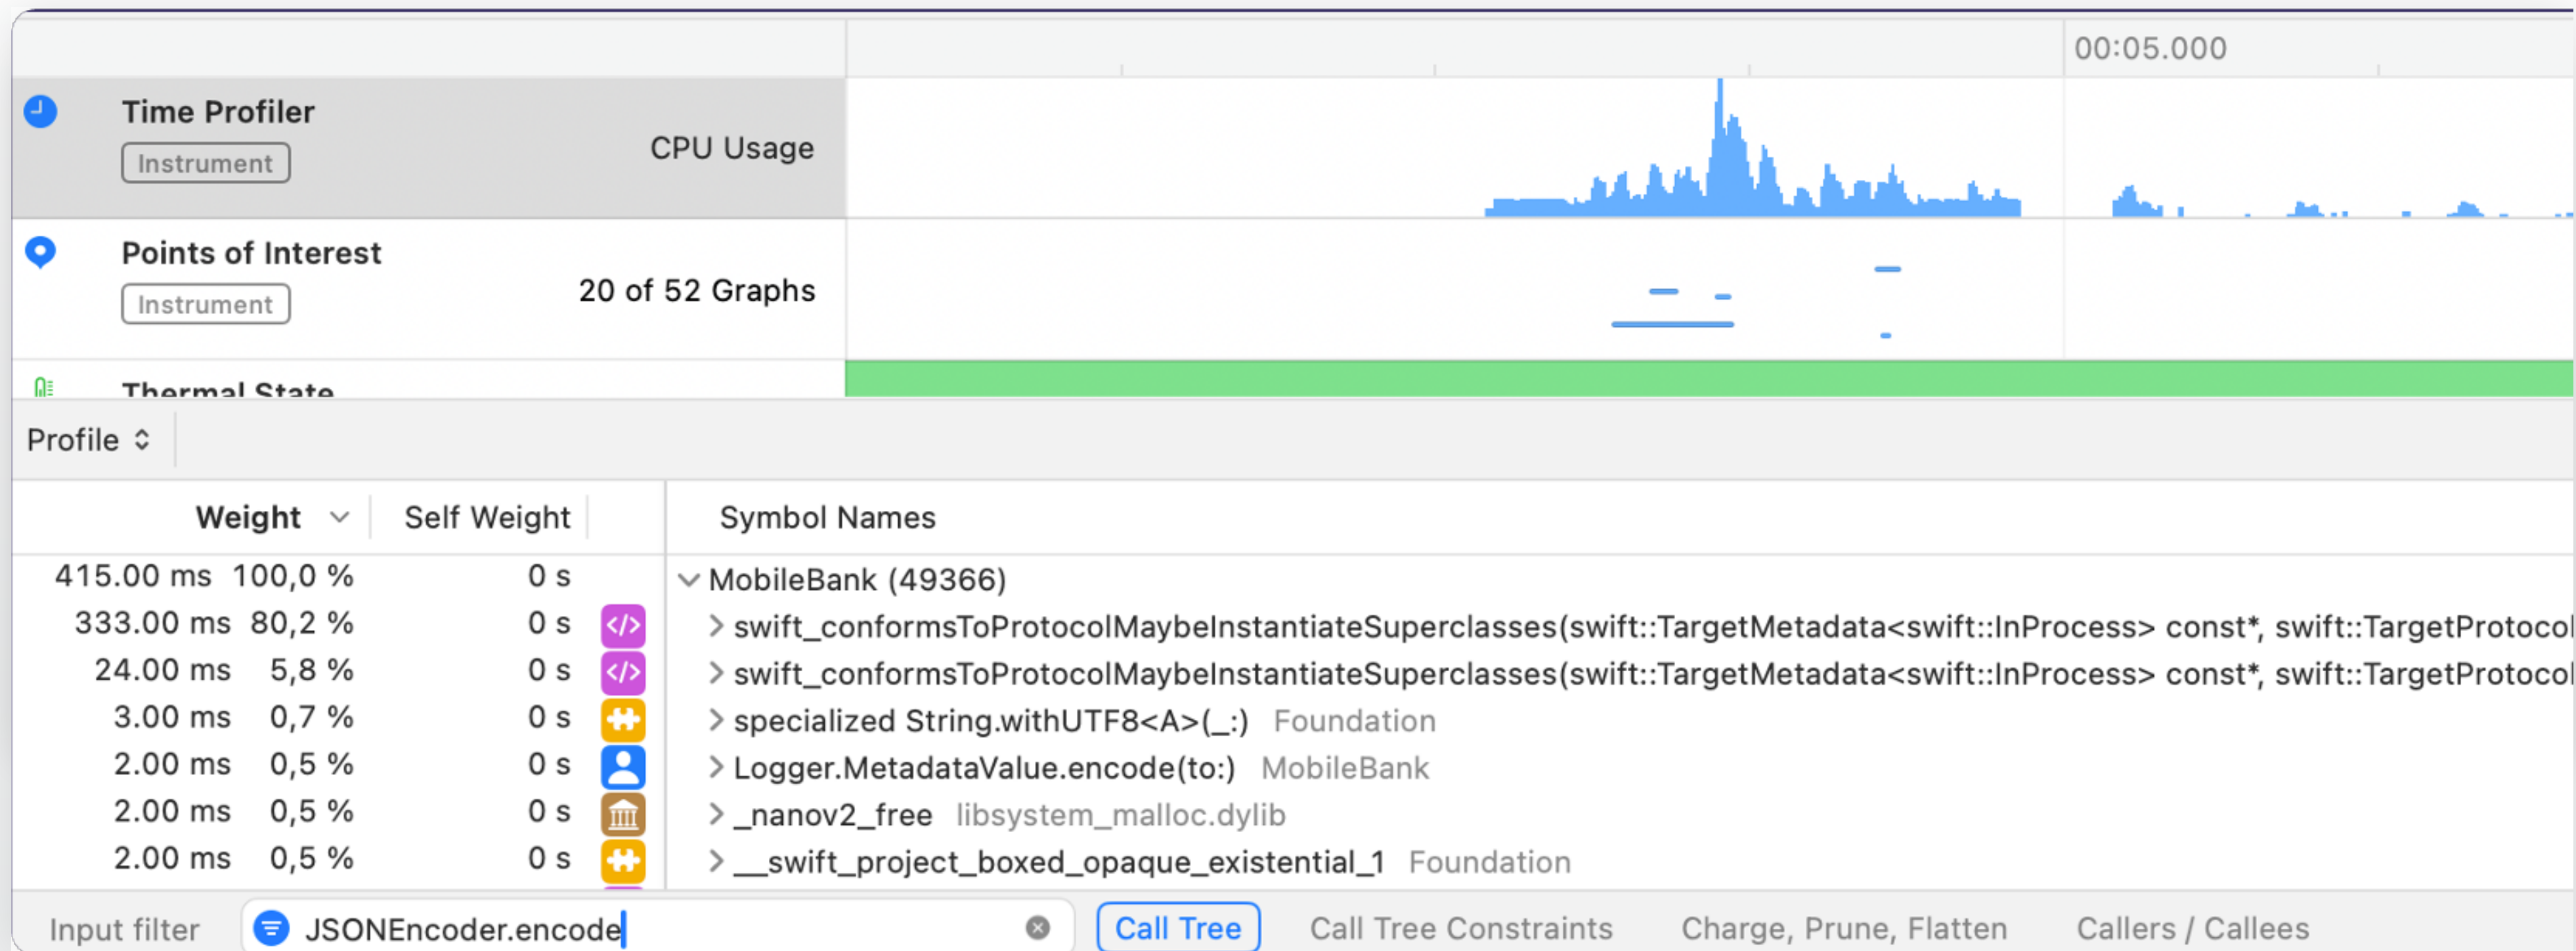 00:05.000
Time Profiler
Instrument
CPU Usage
Points of Interest
Instrument
20 of 52 Graphs
Thermal State
Profile
Weight Self Weight Symbol Names
415.00 ms 100,0 % 0 s MobileBank (49366)
333.00 ms 80,2 % 0 s </> swift_conformsToProtocolMaybeInstantiateSuperclasses(swift::TargetMetadata<swift::InProcess> const*, swift::TargetProtocol
24.00 ms 5,8 % 0 s </> swift_conformsToProtocolMaybeInstantiateSuperclasses(swift::TargetMetadata<swift::InProcess> const*, swift::TargetProtocol
3.00 ms 0,7 % 0 s specialized String.withUTF8<A>(_:) Foundation
2.00 ms 0,5 % 0 s Logger.MetadataValue.encode(to:) MobileBank
2.00 ms 0,5 % 0 s _nanov2_free libsystem_malloc.dylib
2.00 ms 0,5 % 0 s __swift_project_boxed_opaque_existential_1 Foundation
Input filter JSONEncoder.encode Call Tree Call Tree Constraints Charge, Prune, Flatten Callers / Callees